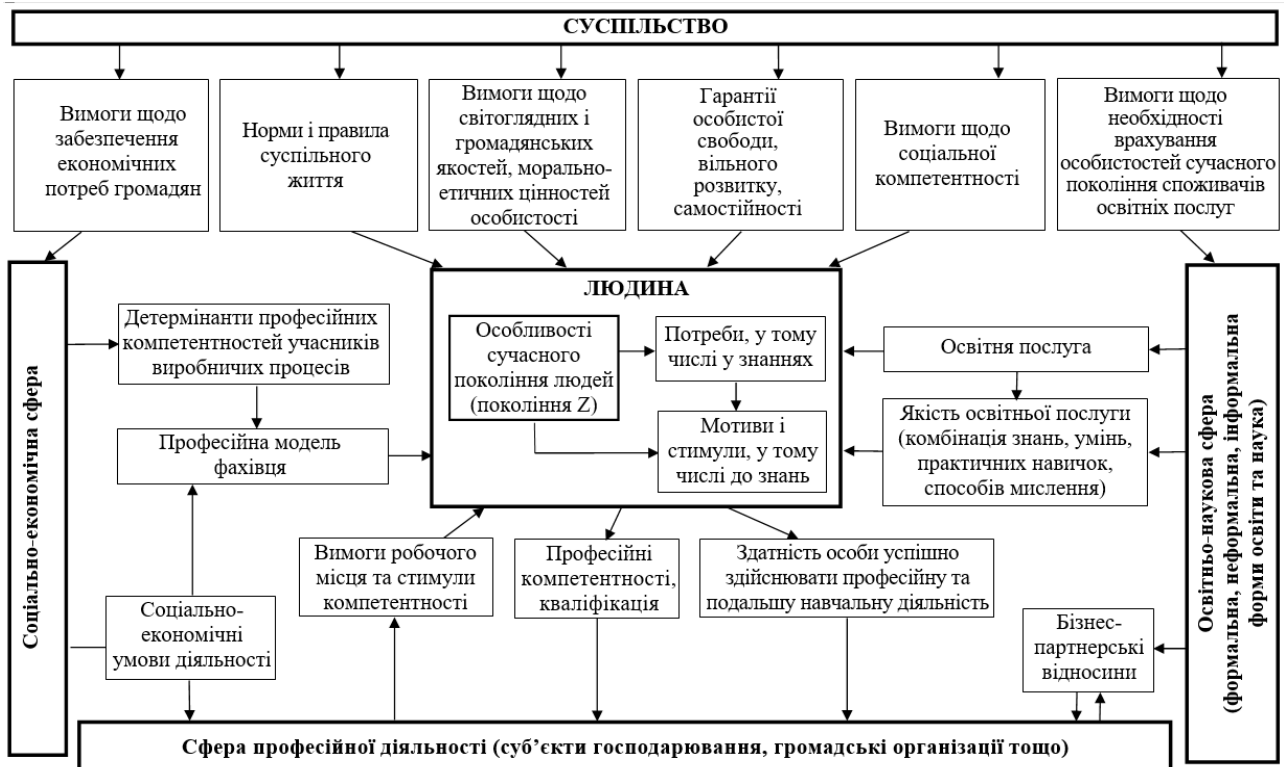 СУСПІЛЬСТВО
Вимоги щодо
забезпечення
економічних
потреб громадян
Норми і правила
суспільного
життя
Вимоги щодо
світоглядних і
громадянських
якостей, морально-
етичних цінностей
особистості
Гарантії
особистої
свободи,
вільного
розвитку,
самостійності
Вимоги щодо
соціальної
компетентності
Вимоги щодо
необхідності
врахування
особистостей сучасного
покоління споживачів
освітніх послуг
Соціально-економічна сфера
Детермінанти професійних
компетентностей учасників
виробничих процесів
Професійна модель
фахівця
ЛЮДИНА
Особливості
сучасного
покоління людей
(покоління Z)
Потреби, у тому
числі у знаннях
Мотиви і
стимули, у тому
числі до знань
Освітня послуга
Якість освітньої послуги
(комбінація знань, умінь,
практичних навичок,
способів мислення)
Освітньо-наукова сфера
(формальна, неформальна, інформальна
форми освіти та наука)
Вимоги робочого
місця та стимули
компетентності
Професійні
компетентності,
кваліфікація
Здатність особи успішно
здійснювати професійну та
подальшу навчальну діяльність
Соціально-
економічні
умови діяльності
Бізнес-
партнерські
відносини
Сфера професійної діяльності (суб’єкти господарювання, громадські організації тощо)